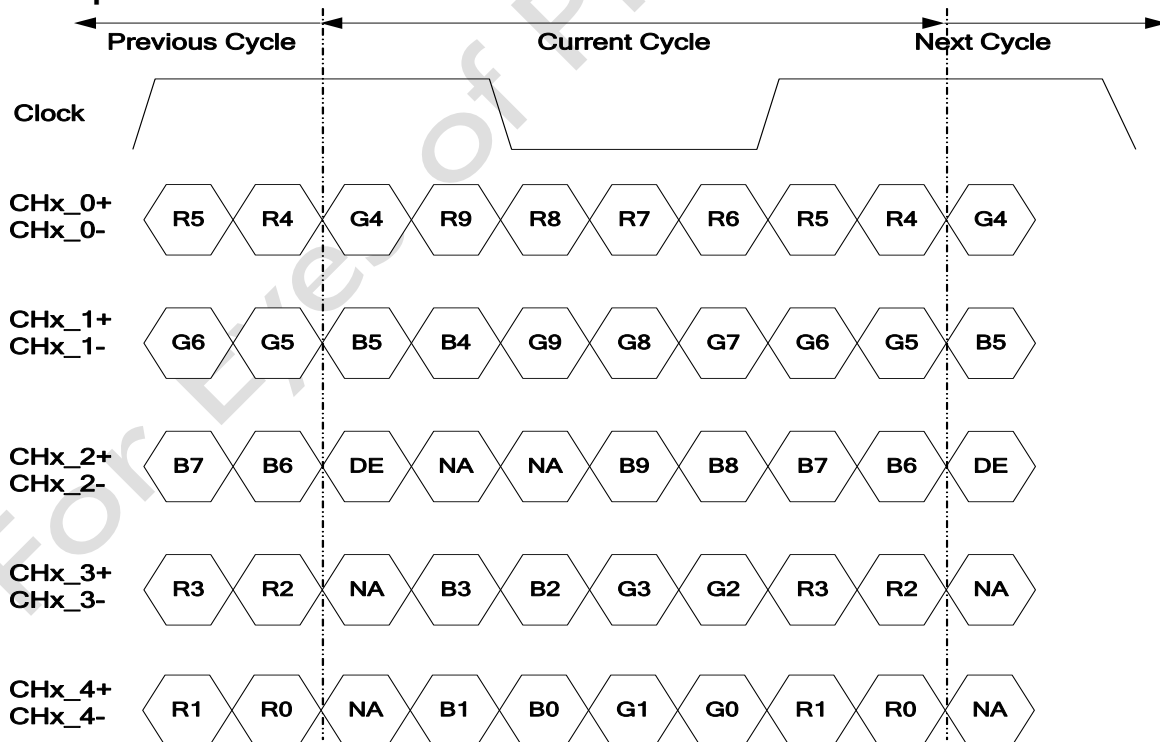 Previous Cycle Current Cycle Next Cycle
Clock
CHx_0+
CHx_0-
R5 R4 G4 R9 R8 R7 R6 R5 R4 G4
CHx_1+
CHx_1-
G6 G5 B5 B4 G9 G8 G7 G6 G5 B5
CHx_2+
CHx_2-
B7 B6 DE NA NA B9 B8 B7 B6 DE
CHx_3+
CHx_3-
R3 R2 NA B3 B2 G3 G2 R3 R2 NA
CHx_4+
CHx_4-
R1 R0 NA B1 B0 G1 G0 R1 R0 NA
For Eyes of